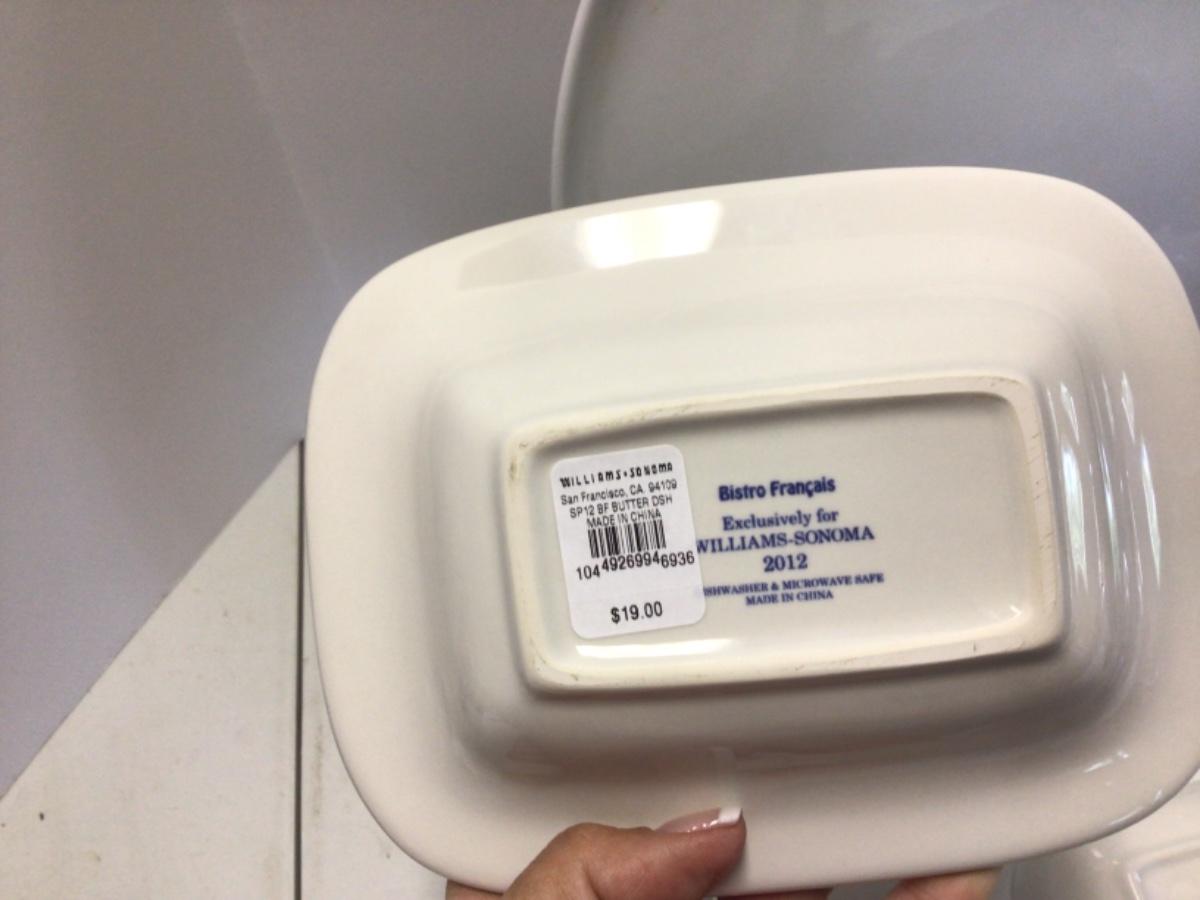 WILLIAMS-SONOMA
San Francisco, CA. 94109
SP12 BF BUTTER DSH
MADE IN CHINA
10449269946936
$19.00
Bistro Français
Exclusively for
WILLIAMS-SONOMA
2012
ISHWASHER & MICROWAVE SAFE
MADE IN CHINA